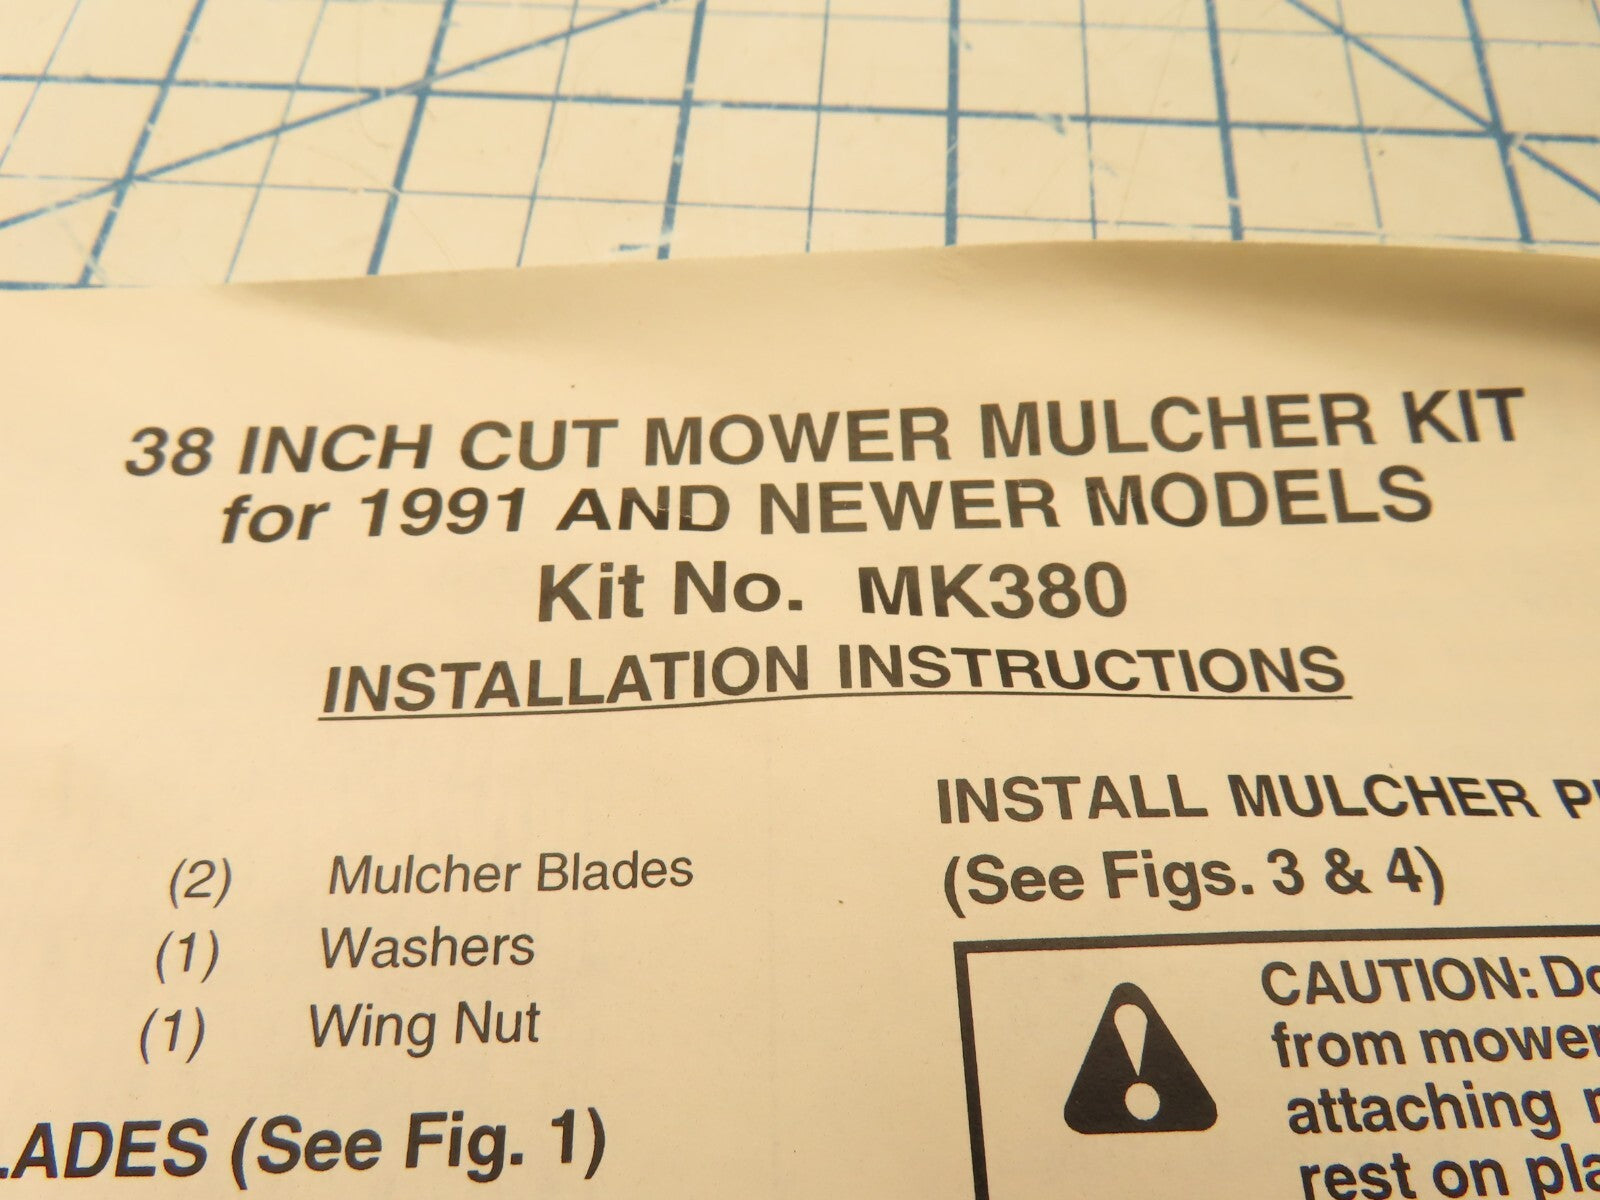 38 INCH CUT MOWER MULCHER KIT
for 1991 AND NEWER MODELS
Kit No. MK380
INSTALLATION INSTRUCTIONS
(2) Mulcher Blades
(1) Washers
(1) Wing Nut
LADES (See Fig. 1)
INSTALL MULCHER
(See Figs. 3 & 4)
CAUTION:
from mower
attaching
rest on